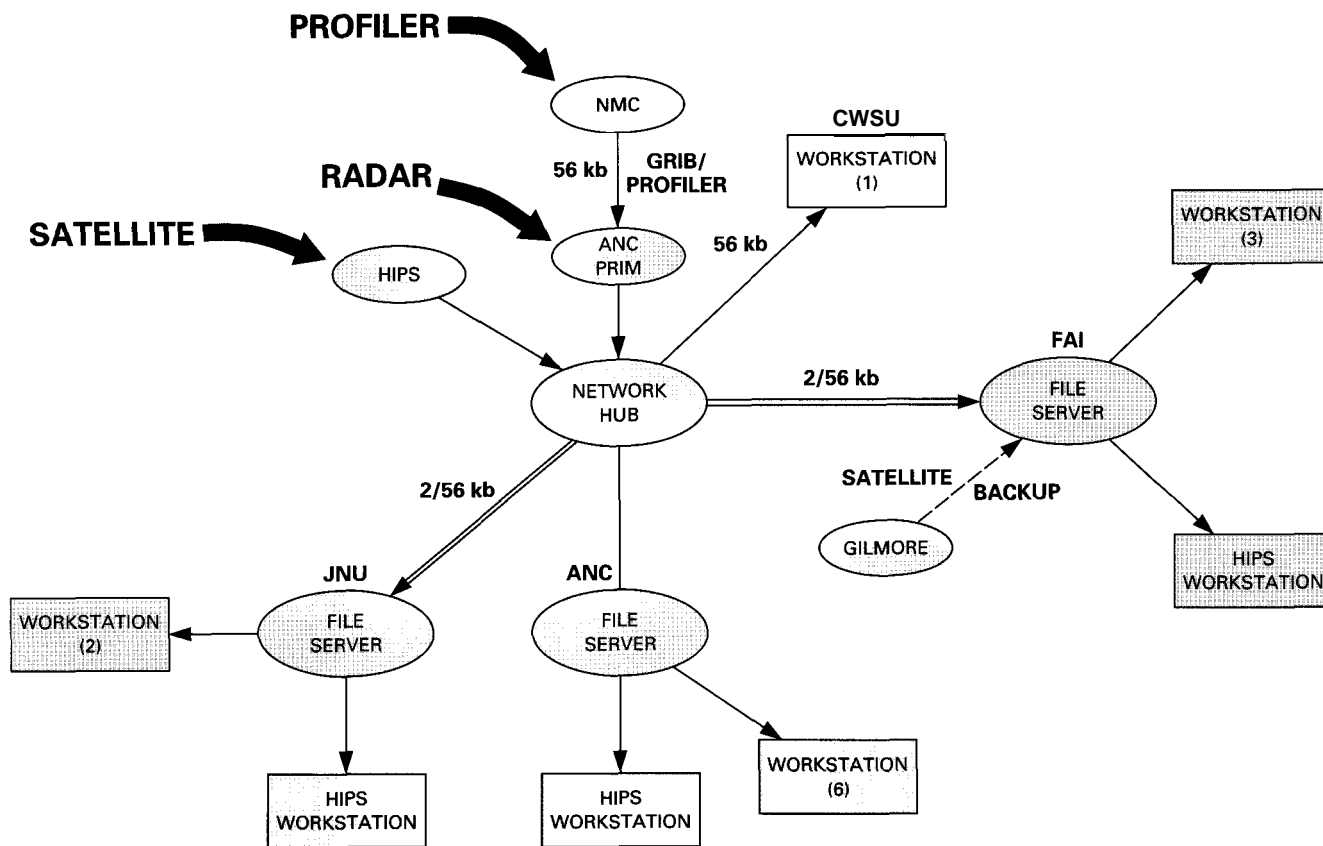 PROFILER
NMC
CWSU
WORKSTATION
(1)
56 kb
GRIB/
PROFILER
RADAR
WORKSTATION
(3)
SATELLITE
ANC
PRIM
56 kb
HIPS
FAI
NETWORK
HUB
2/56 kb
FILE
SERVER
2/56 kb
SATELLITE
BACKUP
GILMORE
HIPS
WORKSTATION
JNU
ANC
WORKSTATION
(2)
FILE
SERVER
FILE
SERVER
WORKSTATION
(6)
HIPS
WORKSTATION
HIPS
WORKSTATION